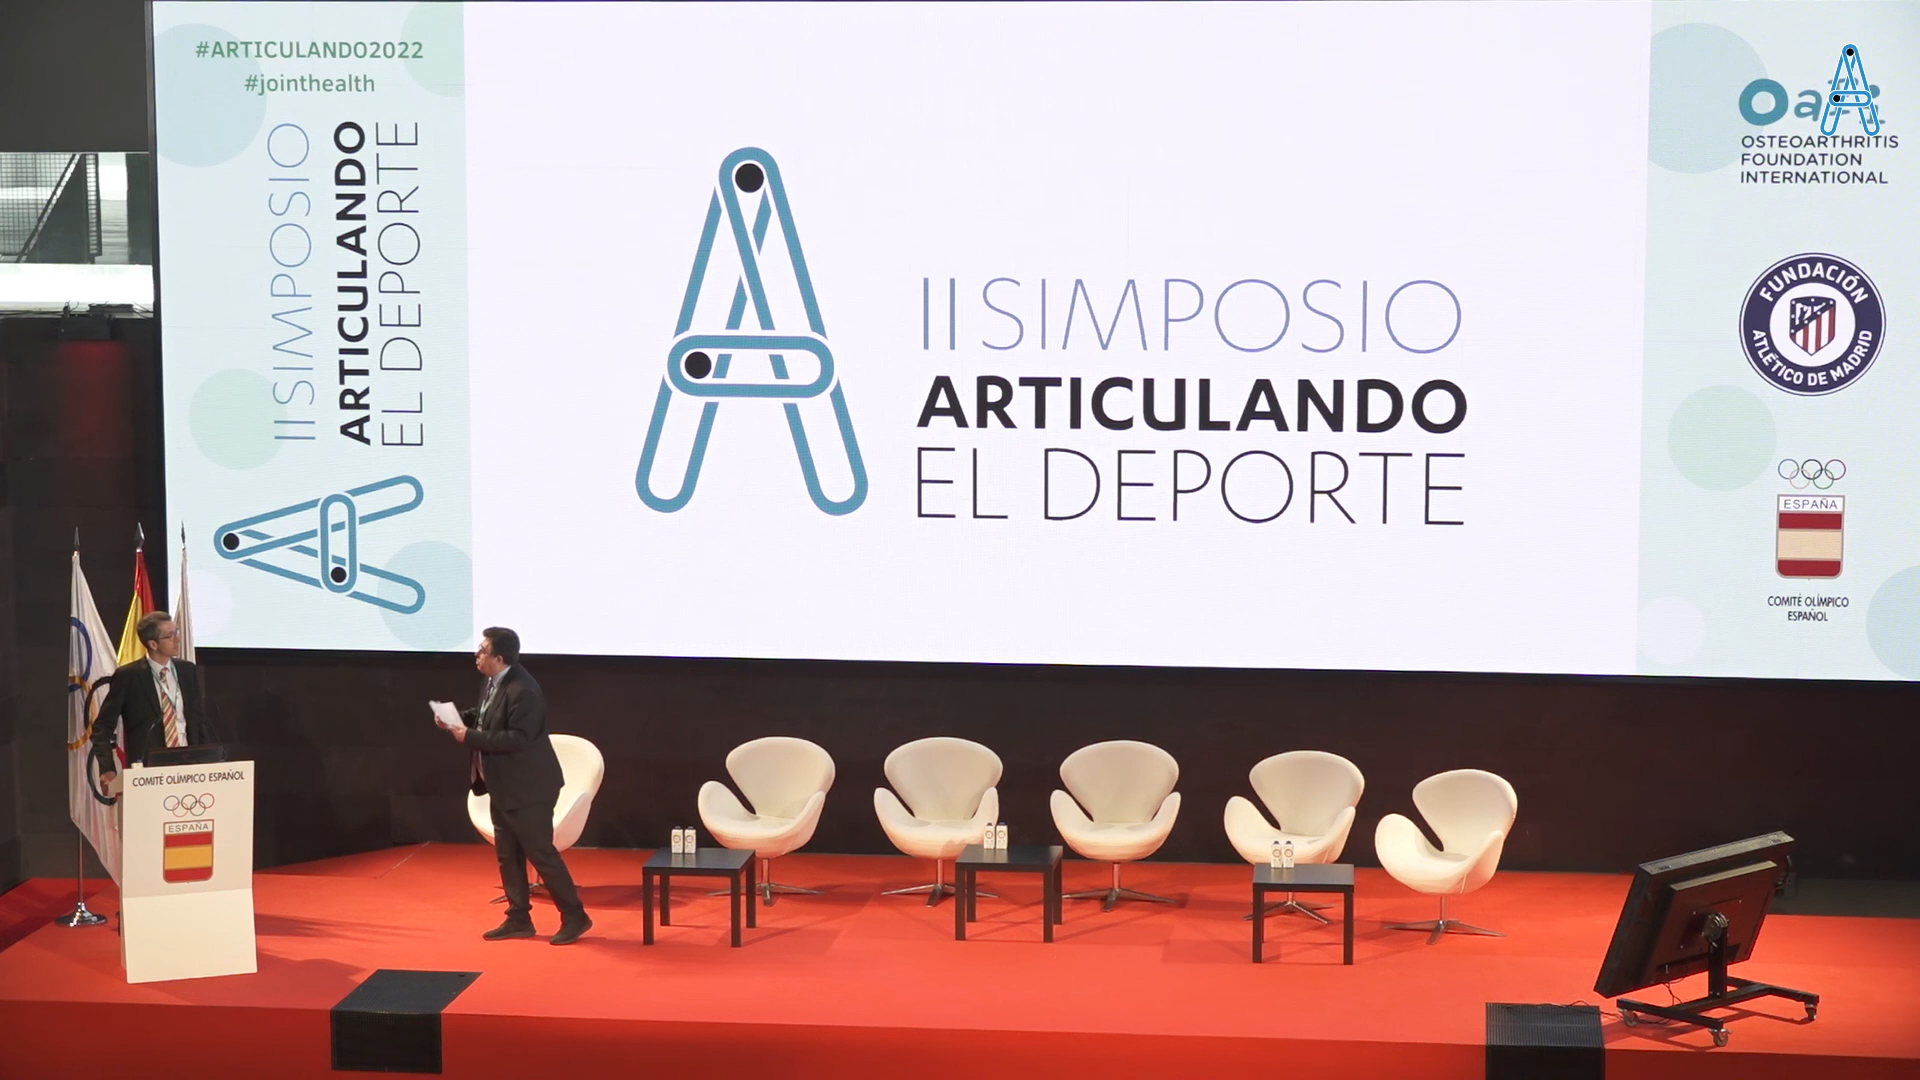 #ARTICULANDO2022
#jointhealth
II SIMPOSIO
ARTICULANDO
EL DEPORTE
II SIMPOSIO
ARTICULANDO
EL DEPORTE
OSTEOARTHRITIS
FOUNDATION
INTERNATIONAL
FUNDACIÓN
ATLÉTICO DE MADRID
ESPAÑA
COMITÉ OLÍMPICO
ESPAÑOL
COMITÉ OLÍMPICO ESPAÑOL
ESPAÑA